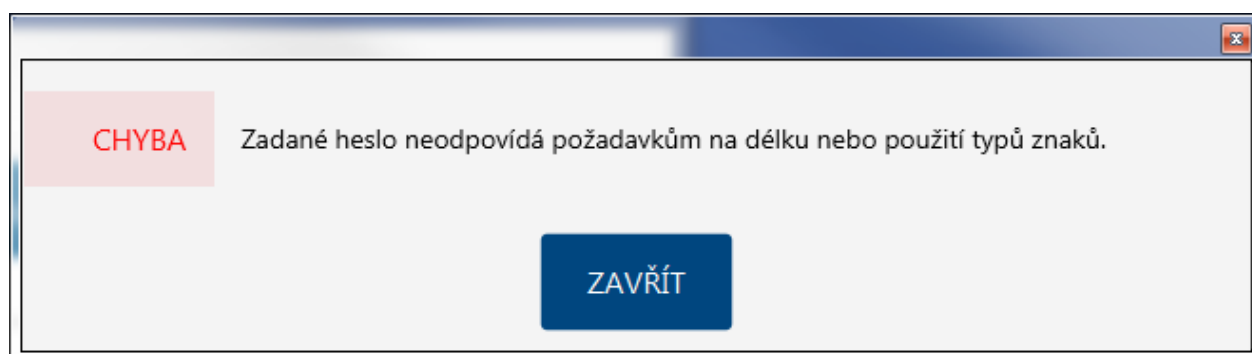 CHYBA
Zadané heslo neodpovídá požadavkům na délku nebo použití typů znaků.
ZAVŘÍT